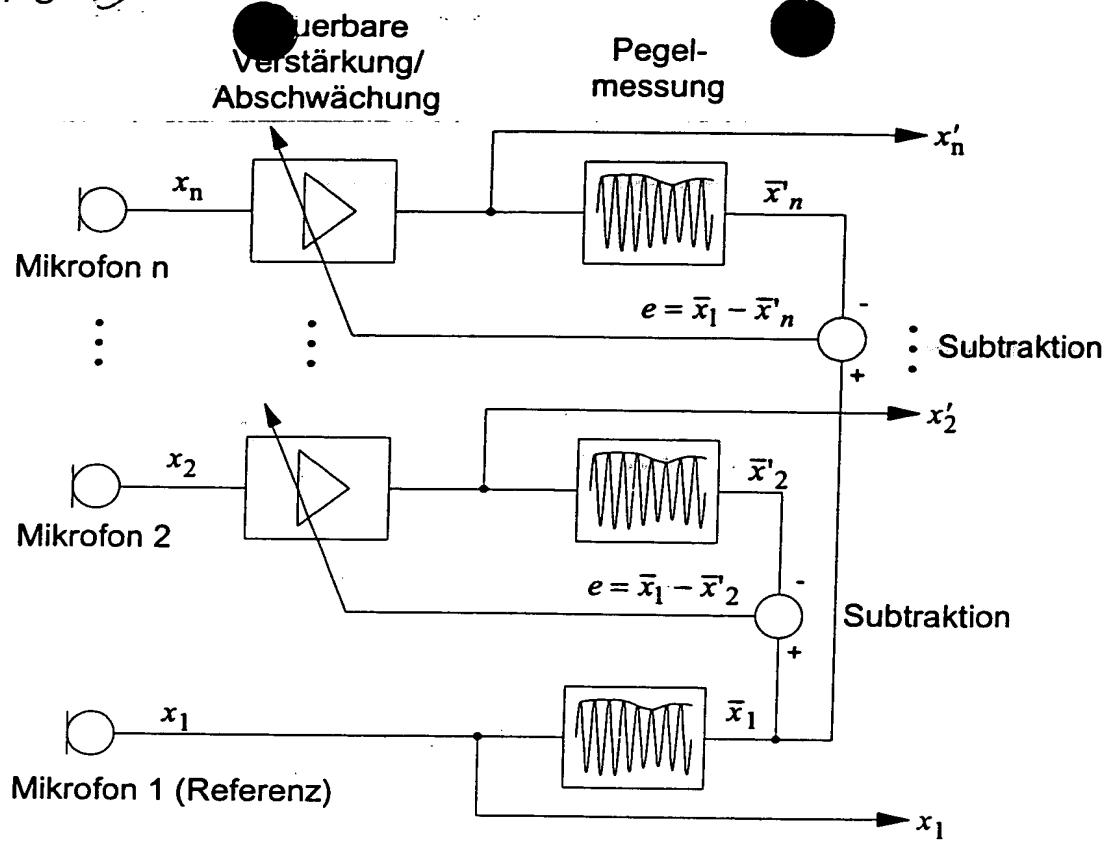 Verstärkung/
Abschwächung
Pegel-
messung
x'ₙ
xₙ
x̅'ₙ
Mikrofon n
e = x̅₁ − x̅'ₙ
-
Subtraktion
+
x'₂
x₂
x̅'₂
Mikrofon 2
e = x̅₁ − x̅'₂
-
Subtraktion
+
x₁
x̅₁
Mikrofon 1 (Referenz)
x₁